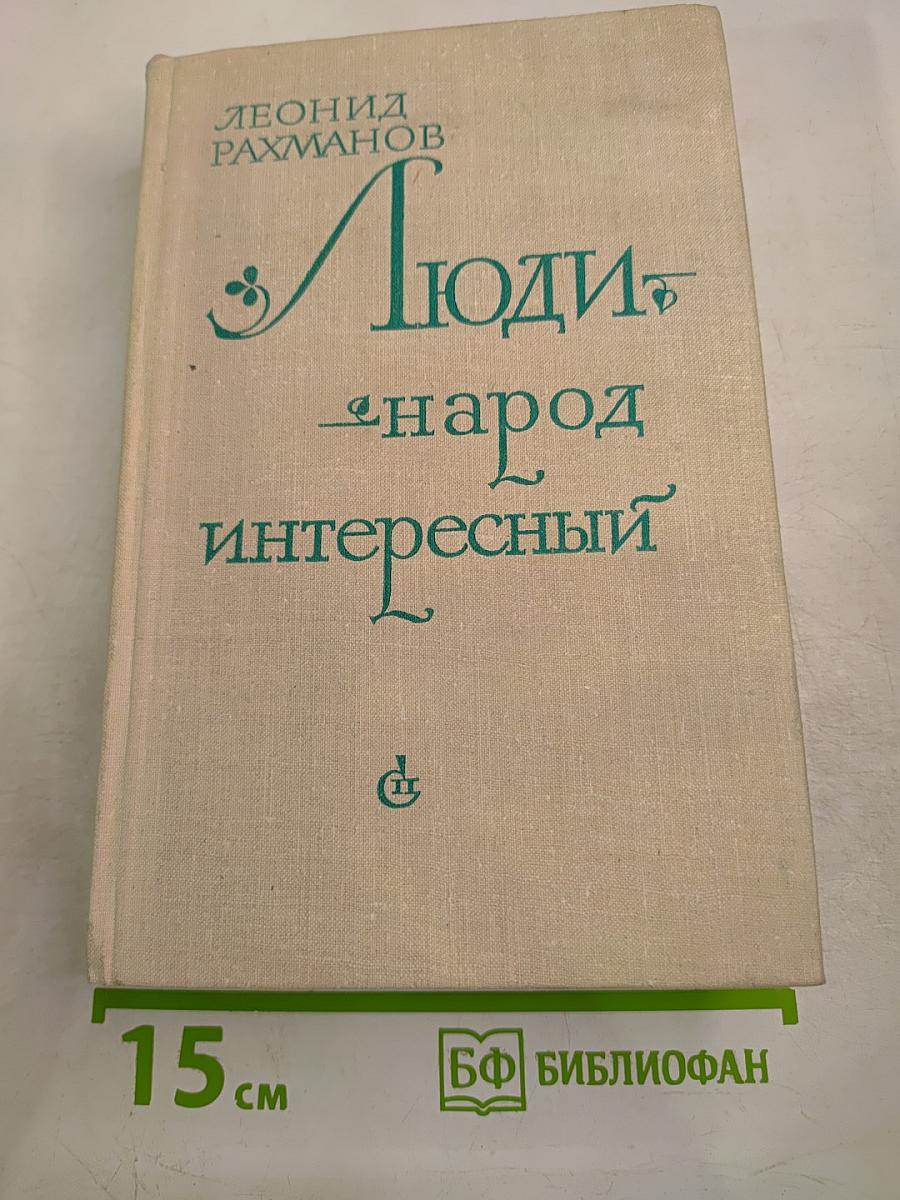 ЛЕОНИД
РАХМАНОВ
ЛЮДИ
народ
интересный
15 см
БФ БИБЛИОФАН